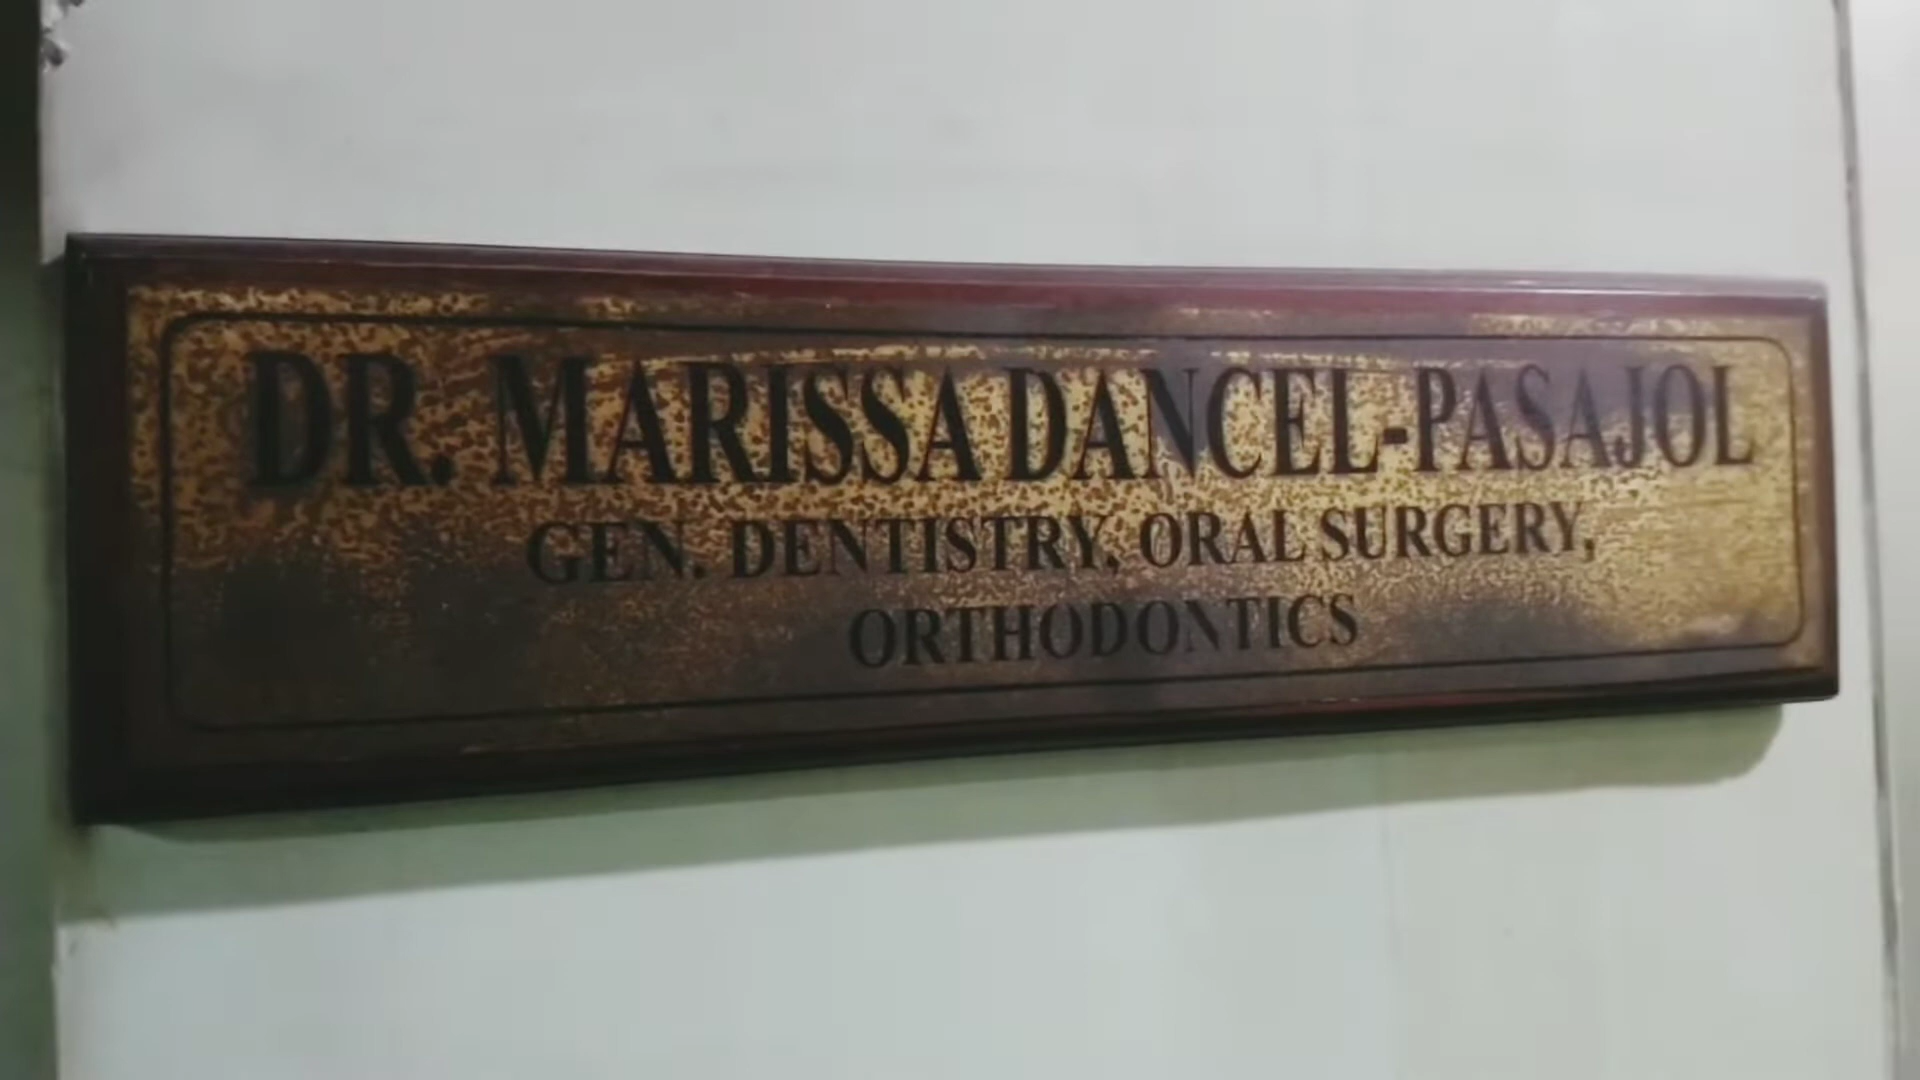 DR. MARISSA DANCEL-PASAJOL
GEN. DENTISTRY, ORAL SURGERY,
ORTHODONTICS